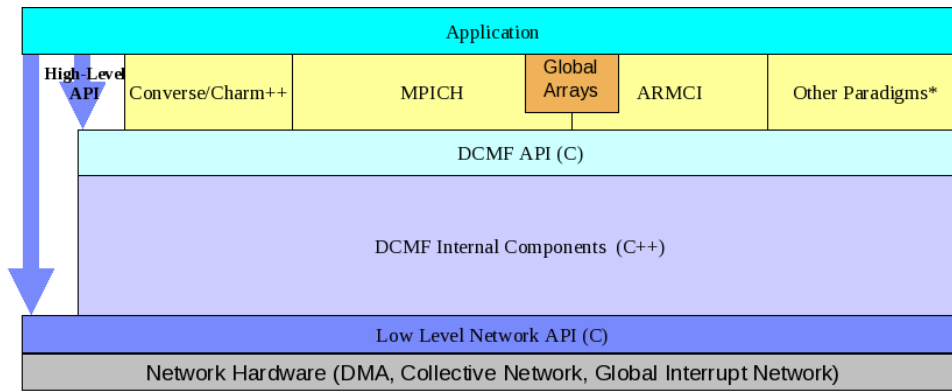 Application
High-Level
API
Converse/Charm++
MPICH
Global
Arrays
ARMCI
Other Paradigms*
DCMF API (C)
DCMF Internal Components (C++)
Low Level Network API (C)
Network Hardware (DMA, Collective Network, Global Interrupt Network)